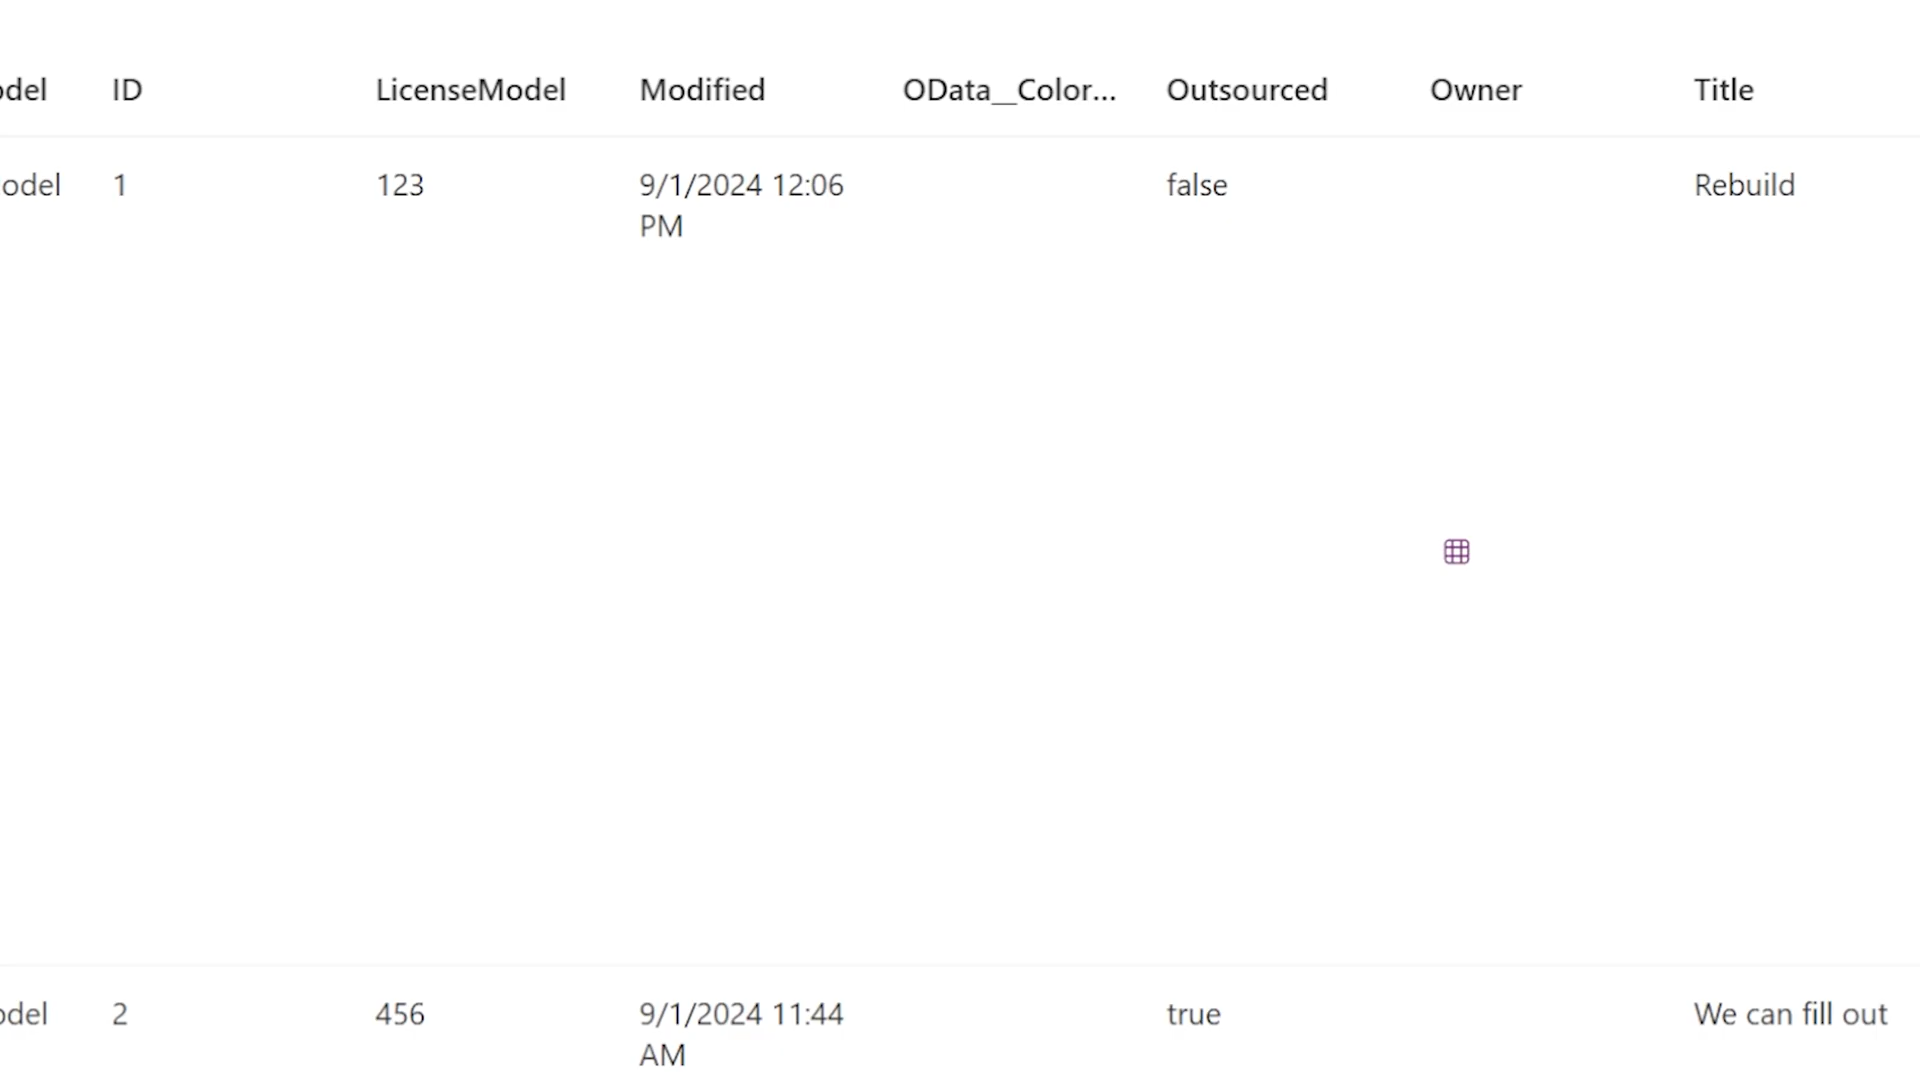 odel ID LicenseModel Modified OData__Color... Outsourced Owner Title
odel 1 123 9/1/2024 12:06 false Rebuild
PM
odel 2 456 9/1/2024 11:44 true We can fill out
AM